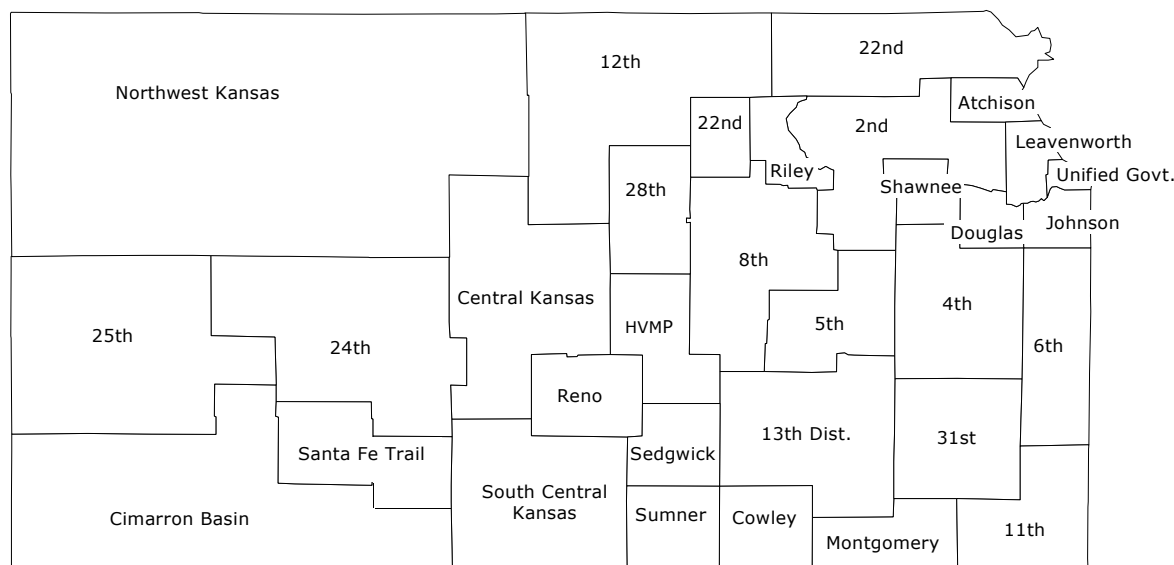 22nd
12th
Northwest Kansas
Atchison
22nd
2nd
Leavenworth
Riley
Unified Govt.
28th
Shawnee
Johnson
Douglas
8th
Central Kansas
4th
5th
HVMP
25th
24th
6th
Reno
13th Dist.
31st
Santa Fe Trail
Sedgwick
South Central
Kansas
Sumner
Cowley
Cimarron Basin
11th
Montgomery